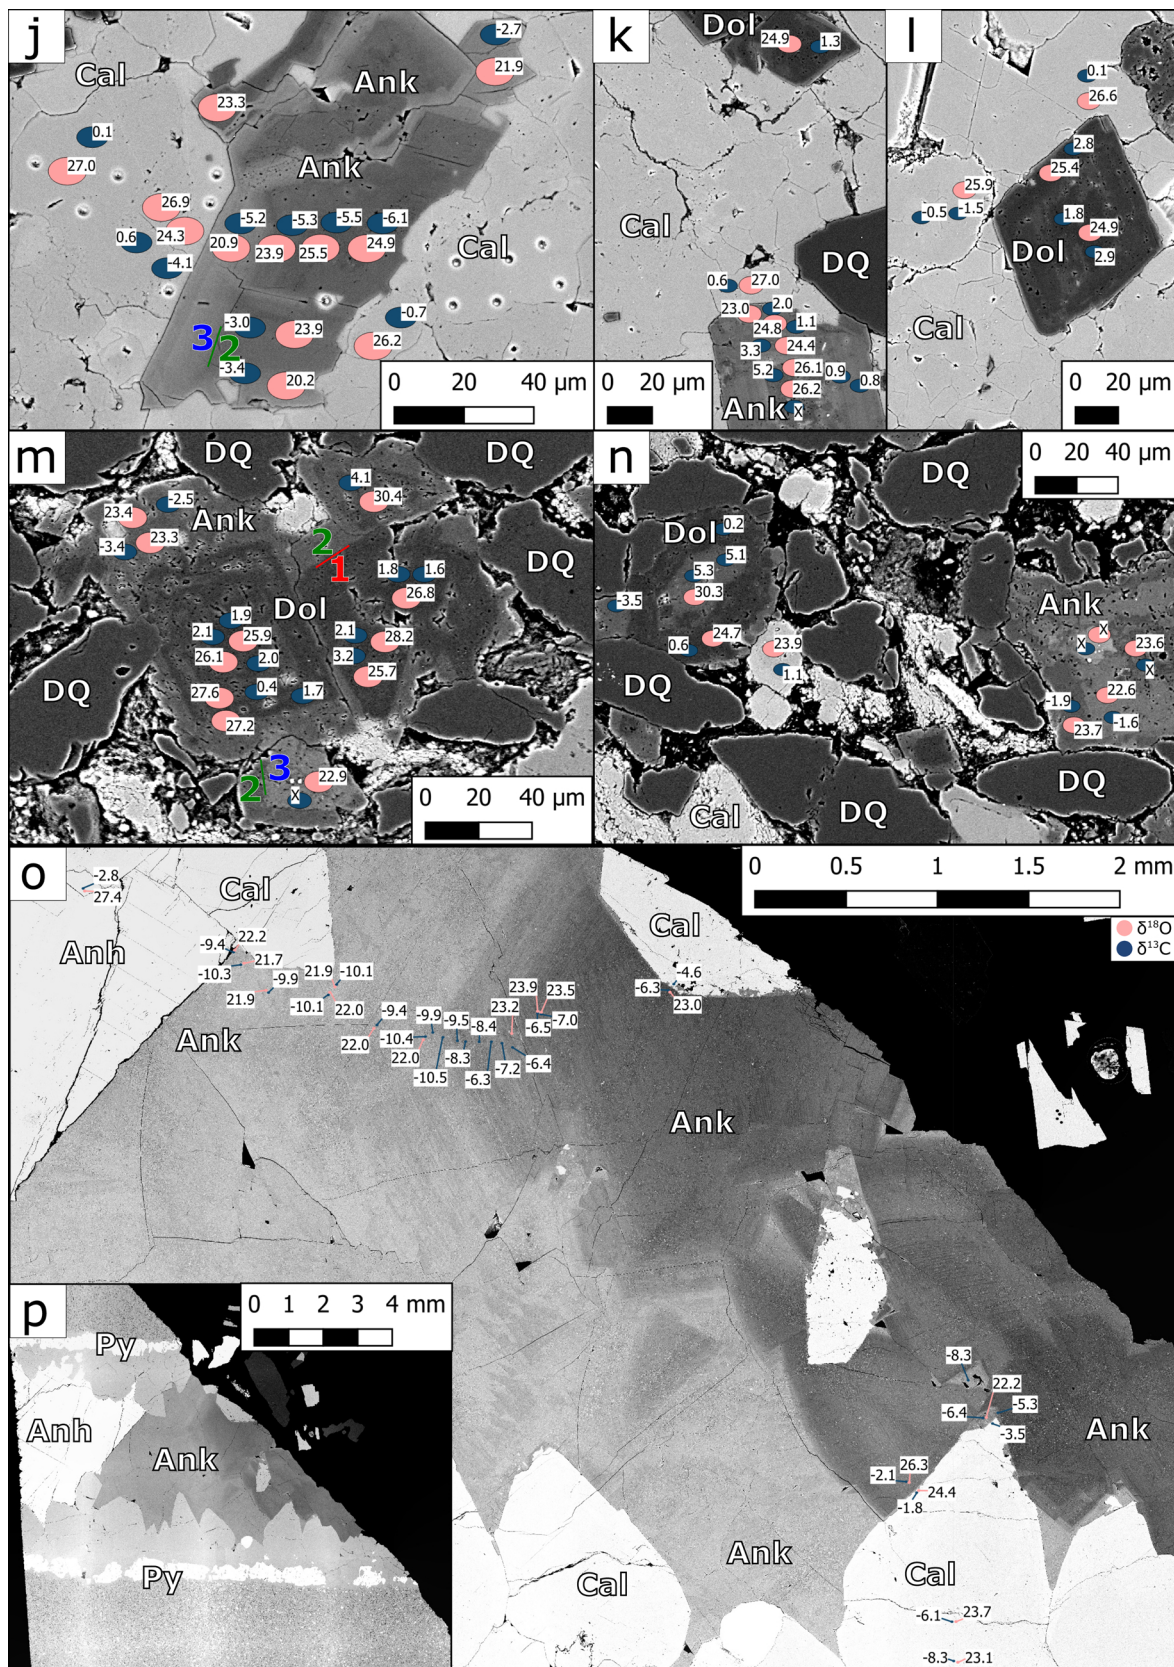 j
-2.7
Cal
Ank
21.9
23.3
0.1
27.0
Ank
26.9
-5.2
-5.3
-5.5
-6.1
0.6
24.3
20.9
23.9
25.5
24.9
Cal
-4.1
-0.7
-3.0
23.9
3/2
26.2
-3.4
20.2
0 20 40 µm
k
Dol
24.9
1.3
Cal
DQ
0.6
27.0
2.0
23.0
24.8
1.1
3.3
24.4
26.1
5.2
0.9
0.8
26.2
Ank
X
0 20 µm
l
0.1
26.6
2.8
25.4
25.9
-0.5
-1.5
1.8
24.9
Dol
2.9
Cal
0 20 µm
m
DQ
DQ
4.1
-2.5
30.4
23.4
Ank
23.3
-3.4
2/1
DQ
1.8
1.6
Dol
26.8
1.9
2.1
25.9
2.1
28.2
26.1
2.0
3.2
25.7
DQ
27.6
0.4
1.7
27.2
3
2
22.9
X
0 20 40 µm
n
0 20 40 µm
DQ
Dol
0.2
5.1
5.3
30.3
-3.5
Ank
X
23.9
23.6
X
24.7
0.6
X
1.1
22.6
DQ
-1.9
-1.6
23.7
DQ
DQ
Cal
o
0 0.5 1 1.5 2 mm
-2.8
27.4
Cal
Cal
δ¹⁸O
δ¹³C
Anh
22.2
-9.4
21.7
-10.3
-9.9
21.9
21.9
-10.1
-10.1
22.0
-4.6
-6.3
23.0
23.9
23.5
23.2
-9.4
-9.9
-9.5
-8.4
-6.5
-7.0
Ank
22.0
-10.4
22.0
-8.3
-7.2
-6.4
-10.5
-6.3
Ank
-8.3
22.2
-6.4
-5.3
-3.5
Ank
26.3
-2.1
24.4
-1.8
Ank
Cal
Cal
-6.1
23.7
-8.3
23.1
p
0 1 2 3 4 mm
Py
Anh
Ank
Py